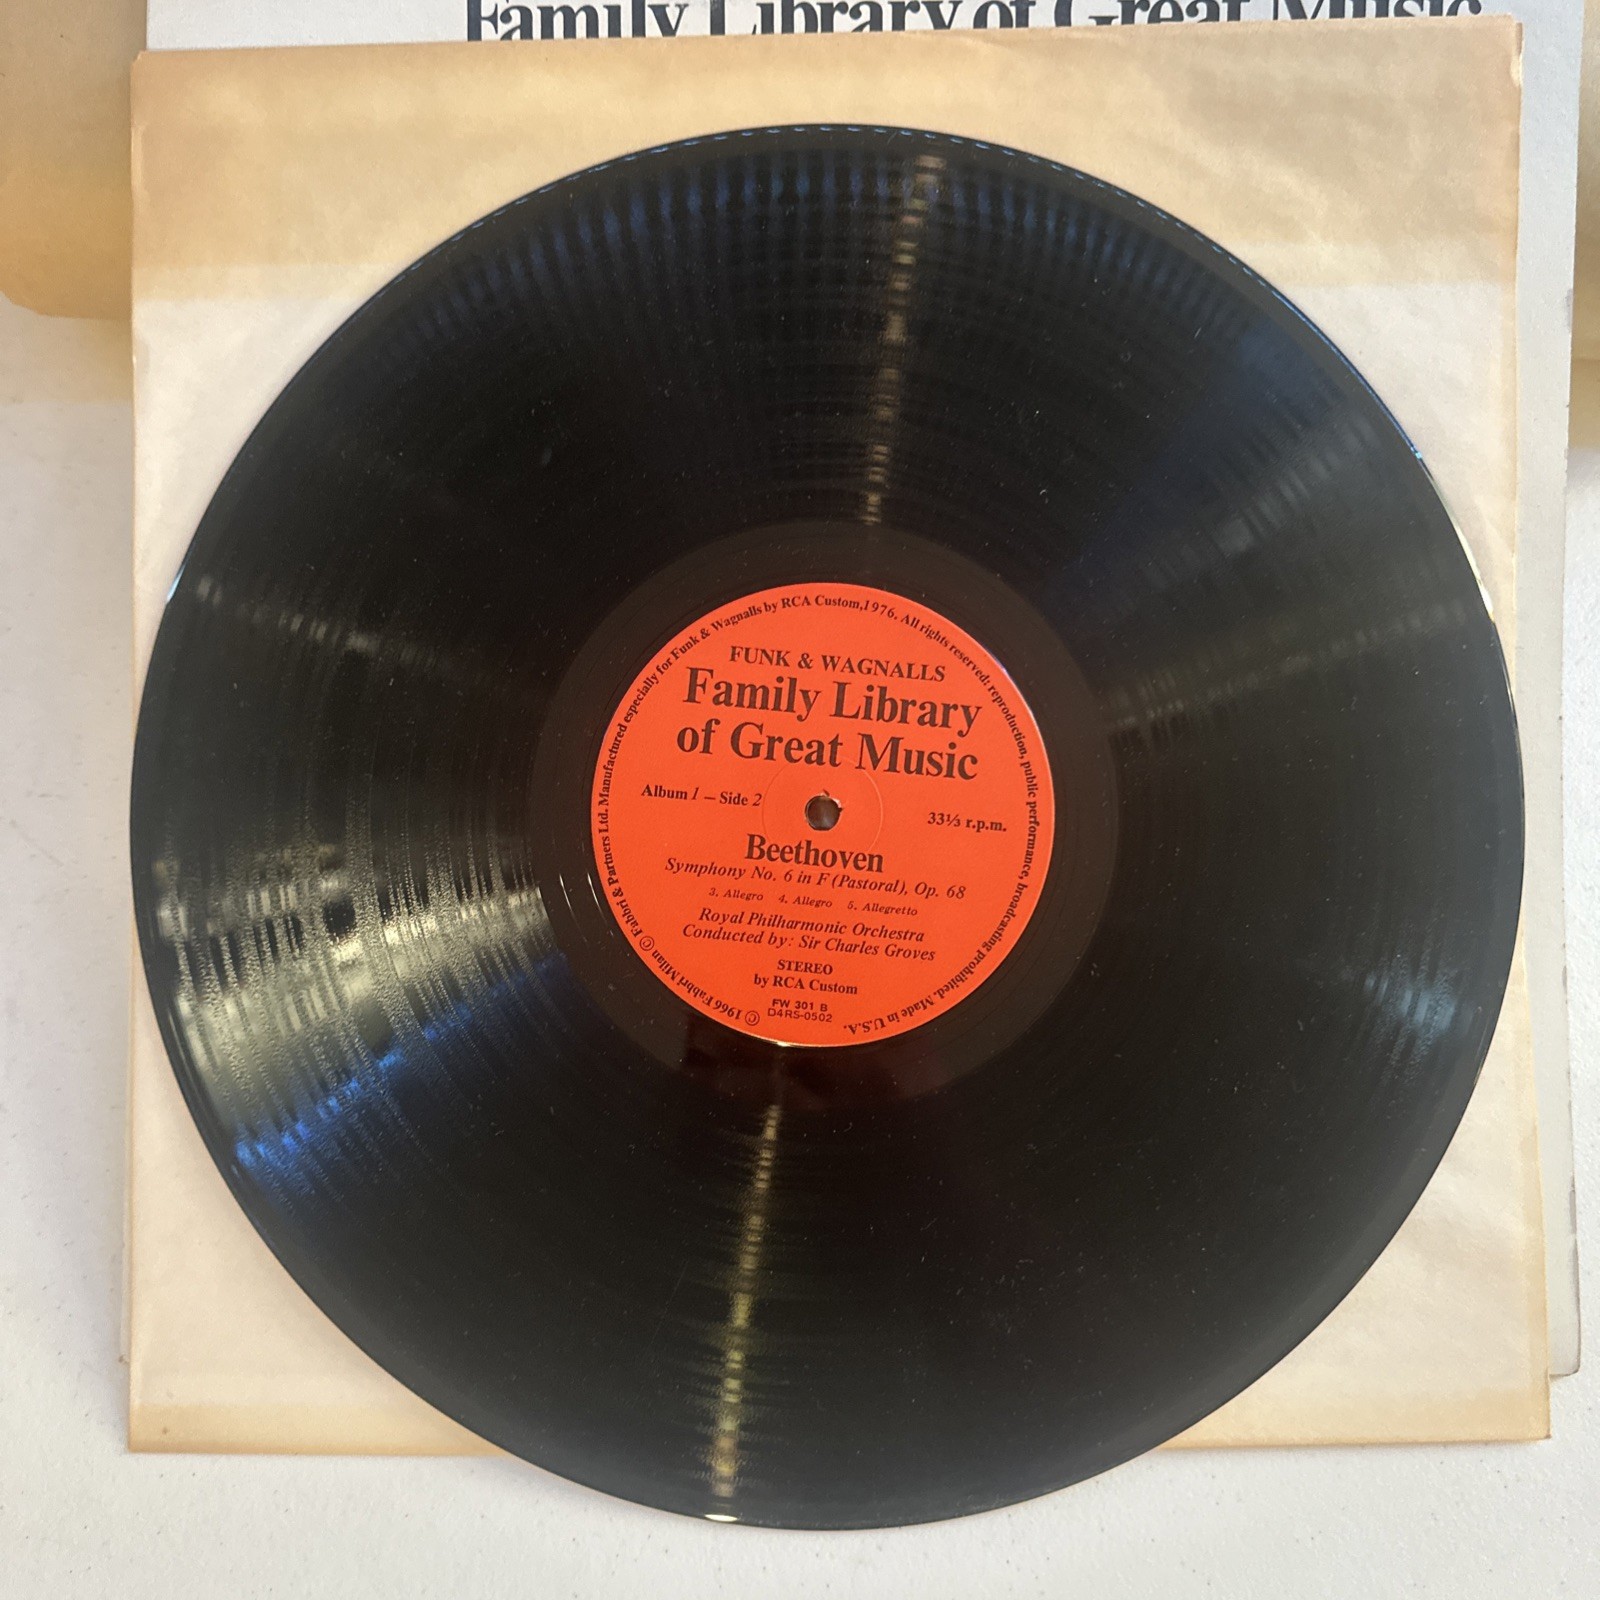 Family Library of Great Music
© 1966 Fabbri Milan © Fabbri & Partners Ltd. Manufactured especially for Funk & Wagnalls by RCA Custom,1976. All rights reserved: reproduction, public performance, broadcasting prohibited. Made in U.S.A.
FUNK & WAGNALLS
Family Library
of Great Music
Album 1 – Side 2
33⅓ r.p.m.
Beethoven
Symphony No. 6 in F (Pastoral), Op. 68
3. Allegro 4. Allegro 5. Allegretto
Royal Philharmonic Orchestra
Conducted by: Sir Charles Groves
STEREO
by RCA Custom
FW 301 B
D4RS-0502